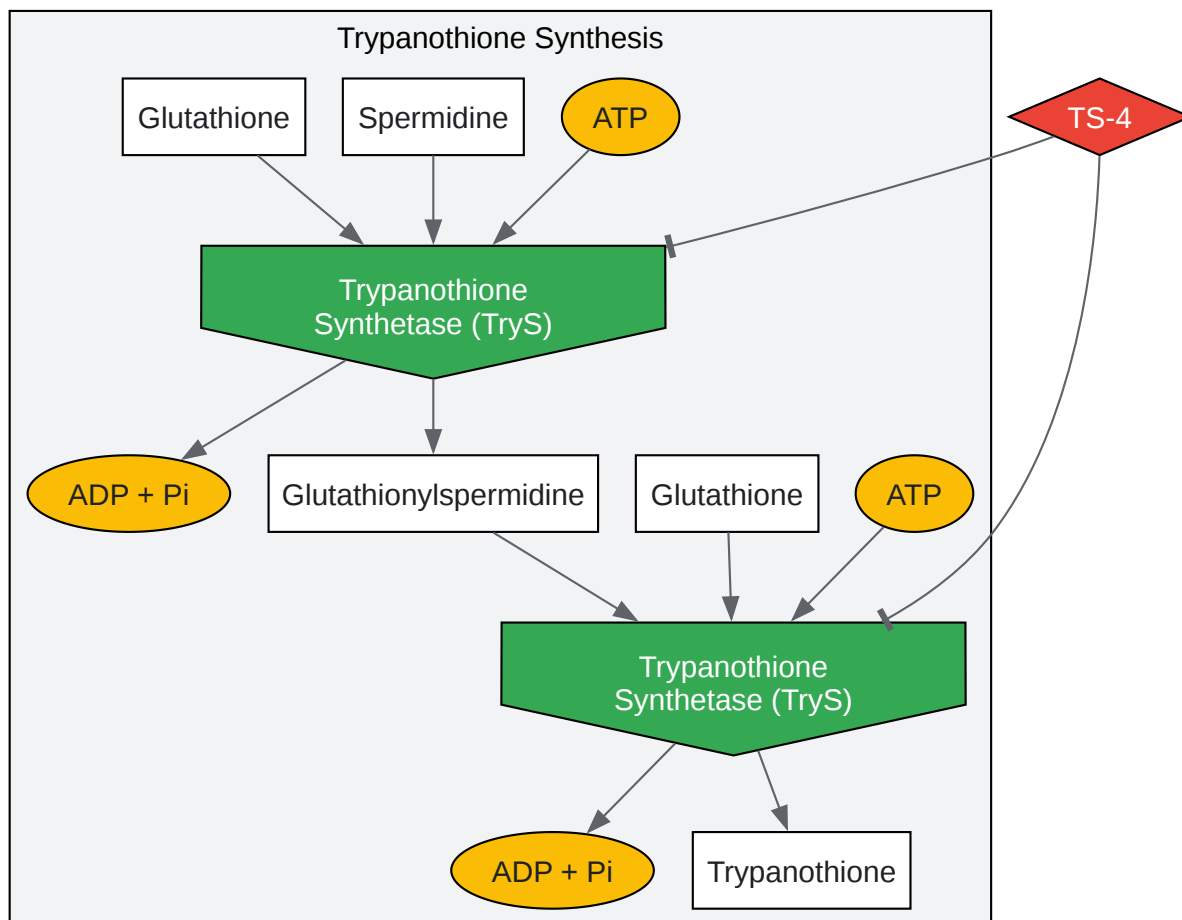 Trypanothione Synthesis
Glutathione
Spermidine
ATP
TS-4
Trypanothione
Synthetase (TryS)
ADP + Pi
Glutathionylspermidine
Glutathione
ATP
Trypanothione
Synthetase (TryS)
ADP + Pi
Trypanothione